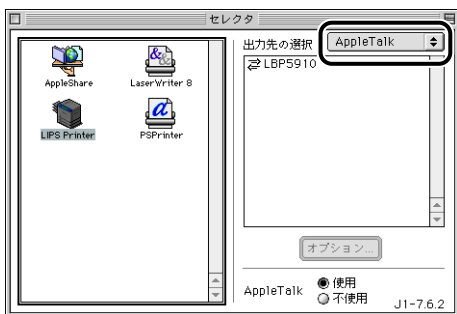 セレクタ
AppleShare
LaserWriter 8
LIPS Printer
PSPrinter
出力先の選択
AppleTalk
LBP5910
オプション...
AppleTalk
使用
不使用
J1-7.6.2